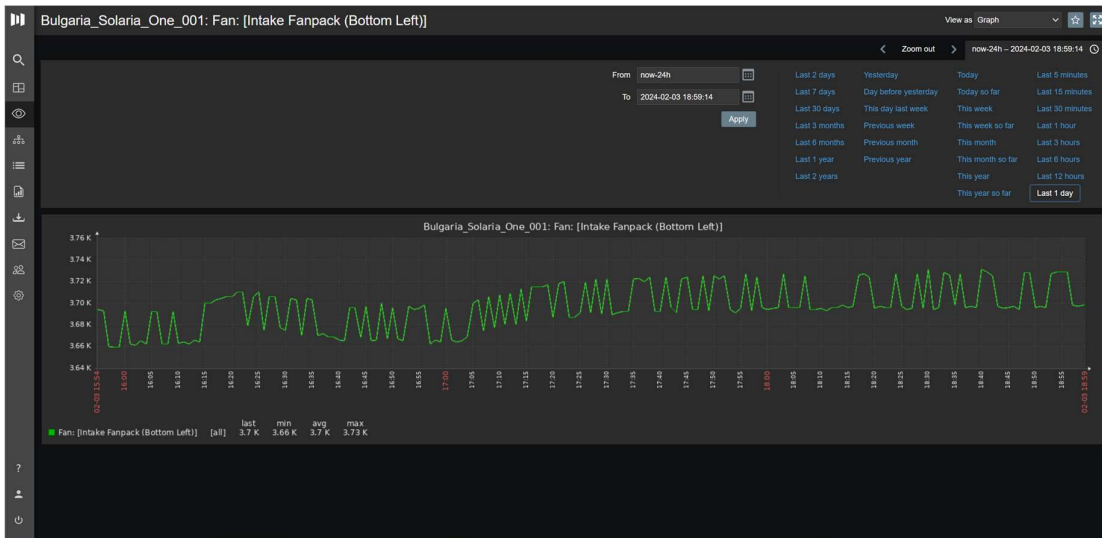 Bulgaria_Solaria_One_001: Fan: [Intake Fanpack (Bottom Left)]
View as Graph
Zoom out
now-24h – 2024-02-03 18:59:14
From now-24h
To 2024-02-03 18:59:14
Apply
Last 2 days Yesterday Today Last 5 minutes
Last 7 days Day before yesterday Today so far Last 15 minutes
Last 30 days This day last week This week Last 30 minutes
Last 3 months Previous week This week so far Last 1 hour
Last 6 months Previous month This month Last 3 hours
Last 1 year Previous year This month so far Last 6 hours
Last 2 years This year Last 12 hours
This year so far Last 1 day
Bulgaria_Solaria_One_001: Fan: [Intake Fanpack (Bottom Left)]
3.76 K
3.74 K
3.72 K
3.70 K
3.68 K
3.66 K
3.64 K
02-03 15:54 16:00 16:05 16:10 16:15 16:20 16:25 16:30 16:35 16:40 16:45 16:50 16:55 17:00 17:05 17:10 17:15 17:20 17:25 17:30 17:35 17:40 17:45 17:50 17:55 18:00 18:05 18:10 18:15 18:20 18:25 18:30 18:35 18:40 18:45 18:50 18:55 02-03 18:59
last min avg max
Fan: [Intake Fanpack (Bottom Left)] [all] 3.7 K 3.66 K 3.7 K 3.73 K
?